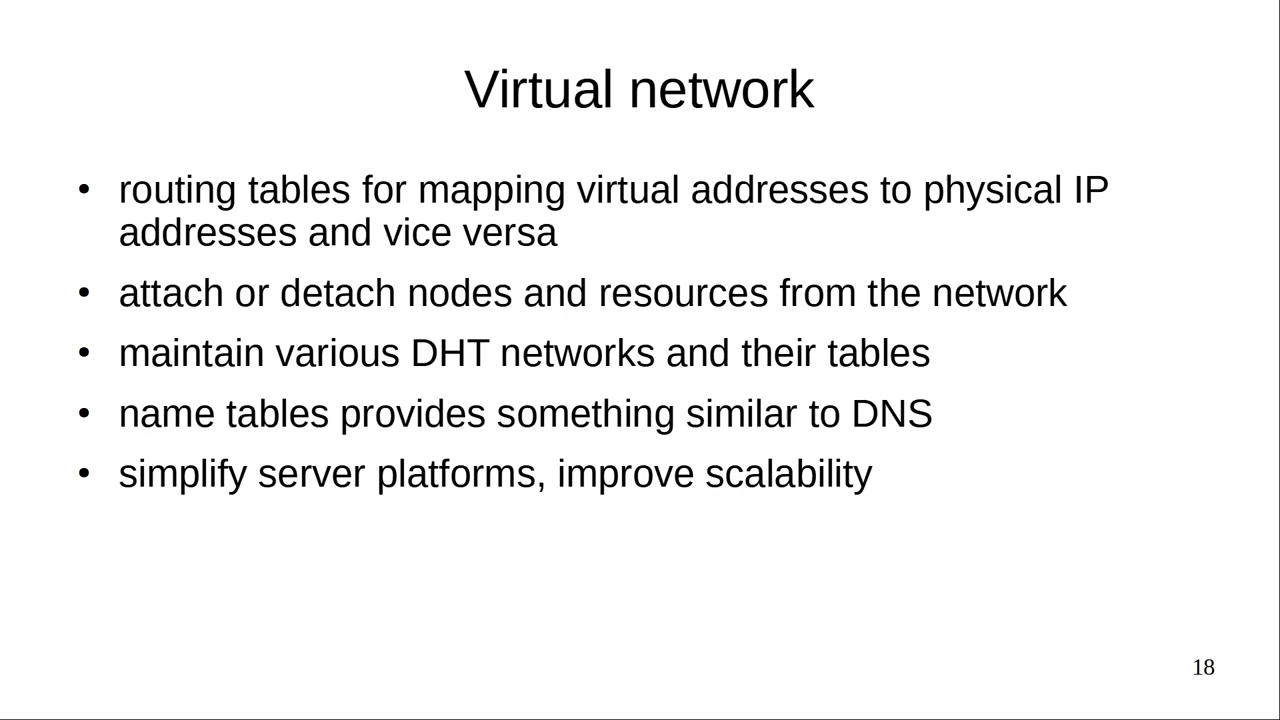 Virtual network
• routing tables for mapping virtual addresses to physical IP
addresses and vice versa
• attach or detach nodes and resources from the network
• maintain various DHT networks and their tables
• name tables provides something similar to DNS
• simplify server platforms, improve scalability
18